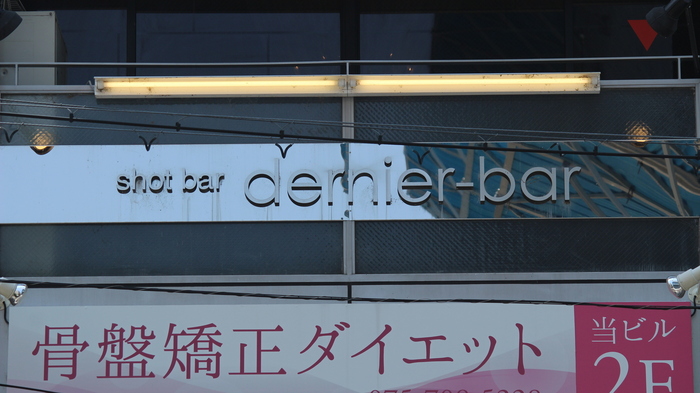 shot bar dernier-bar
骨盤矯正ダイエット
当ビル
2F